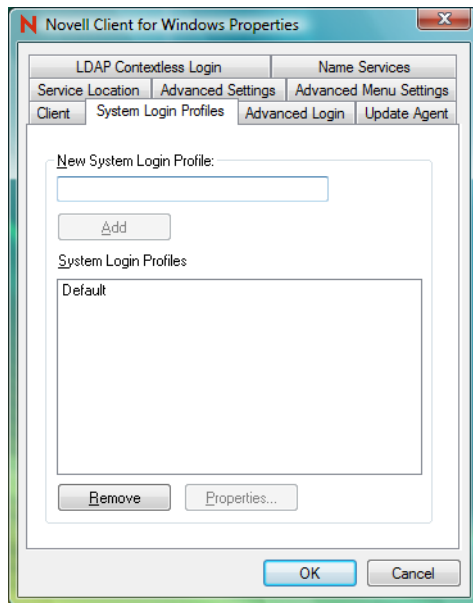 Novell Client for Windows Properties
LDAP Contextless Login Name Services
Service Location Advanced Settings Advanced Menu Settings
Client System Login Profiles Advanced Login Update Agent
New System Login Profile:
Add
System Login Profiles
Default
Remove Properties...
OK Cancel